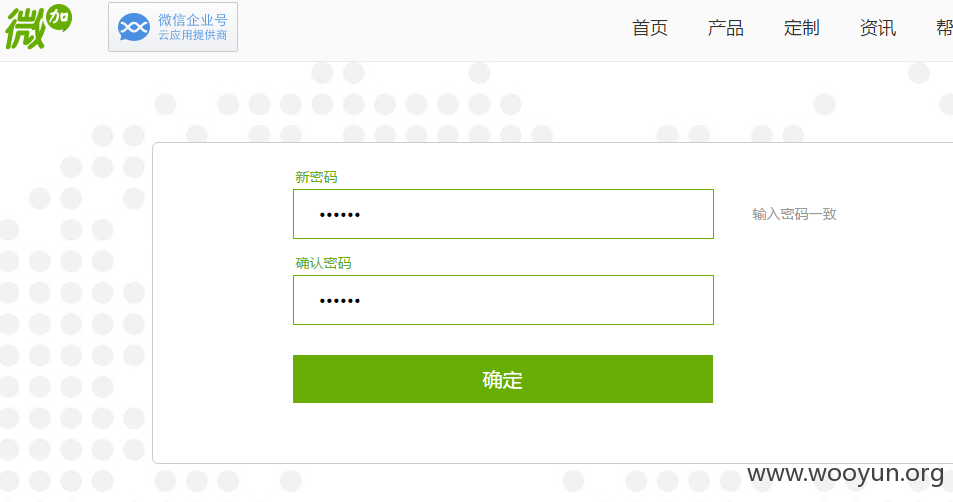 微加
微信企业号
云应用提供商
首页 产品 定制 资讯 帮
新密码
••••••
输入密码一致
确认密码
••••••
确定
www.wooyun.org